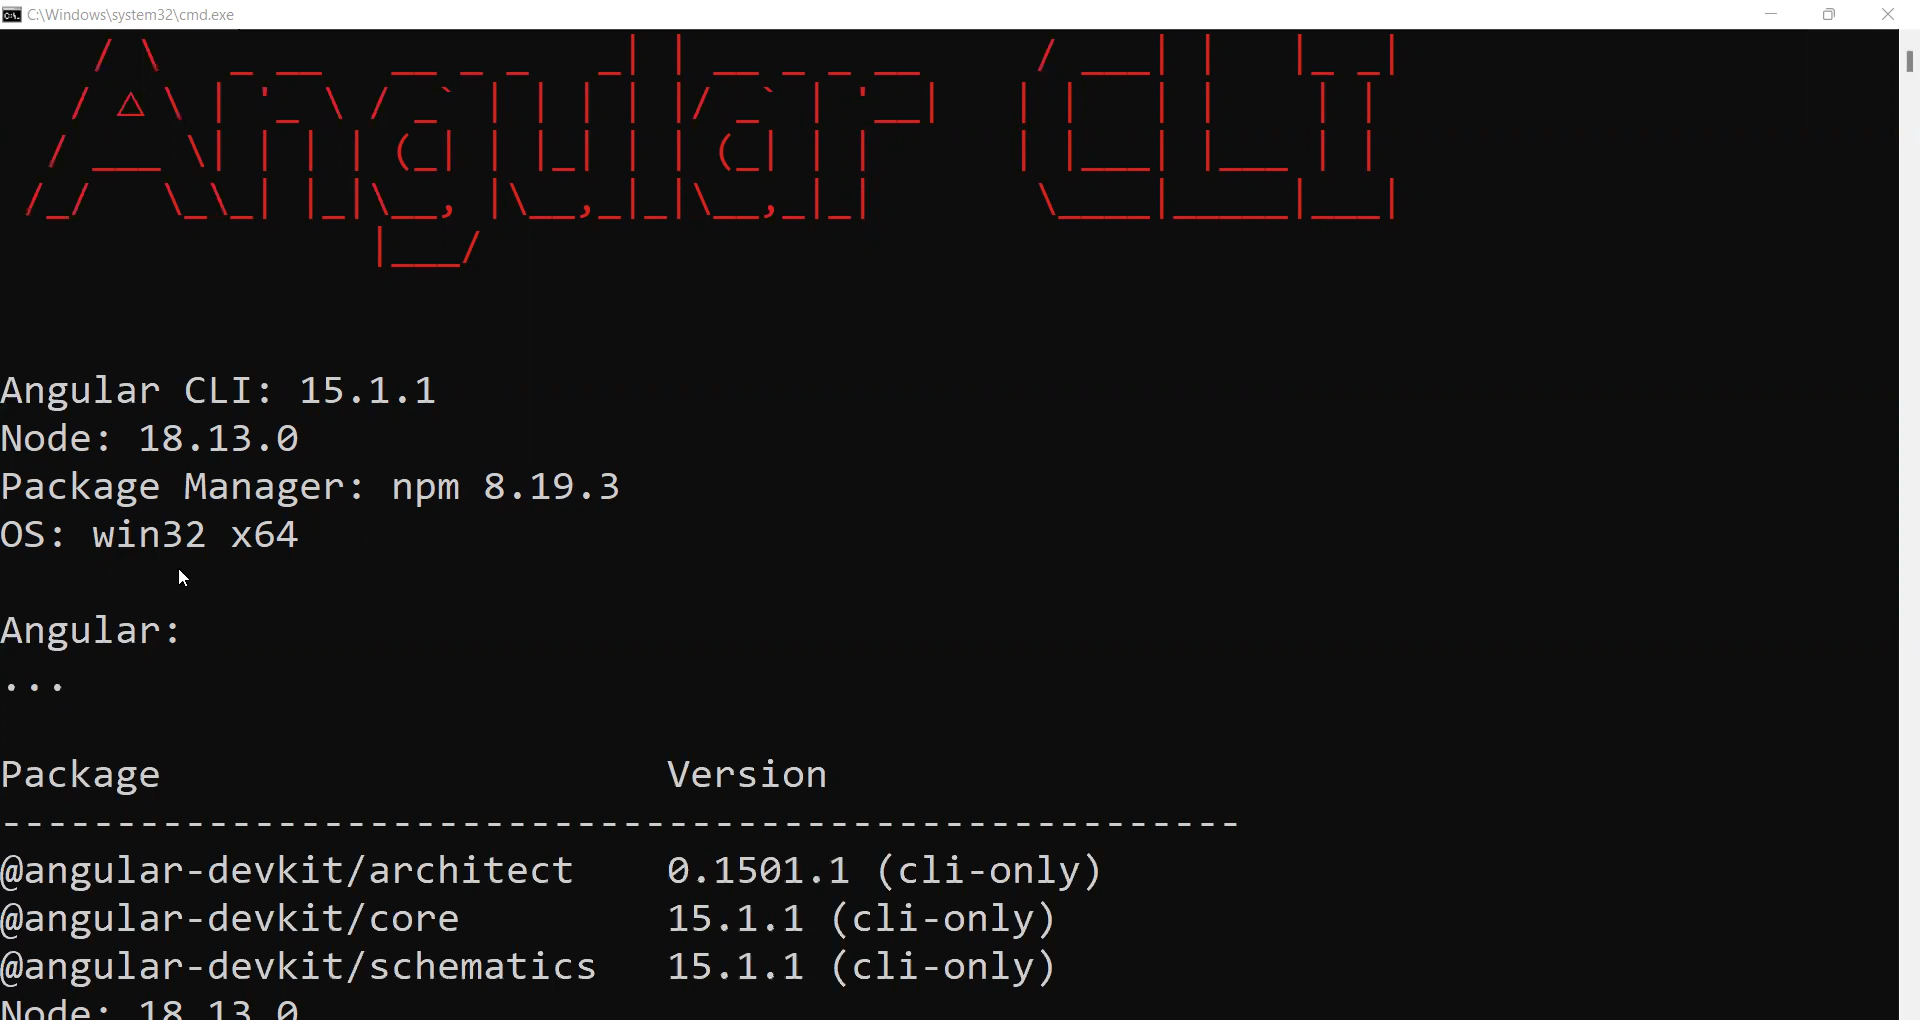 C:\Windows\system32\cmd.exe
Angular CLI
Angular CLI: 15.1.1
Node: 18.13.0
Package Manager: npm 8.19.3
OS: win32 x64
Angular:
...
Package Version
------------------------------------------------------
@angular-devkit/architect 0.1501.1 (cli-only)
@angular-devkit/core 15.1.1 (cli-only)
@angular-devkit/schematics 15.1.1 (cli-only)
Node: 18.13.0